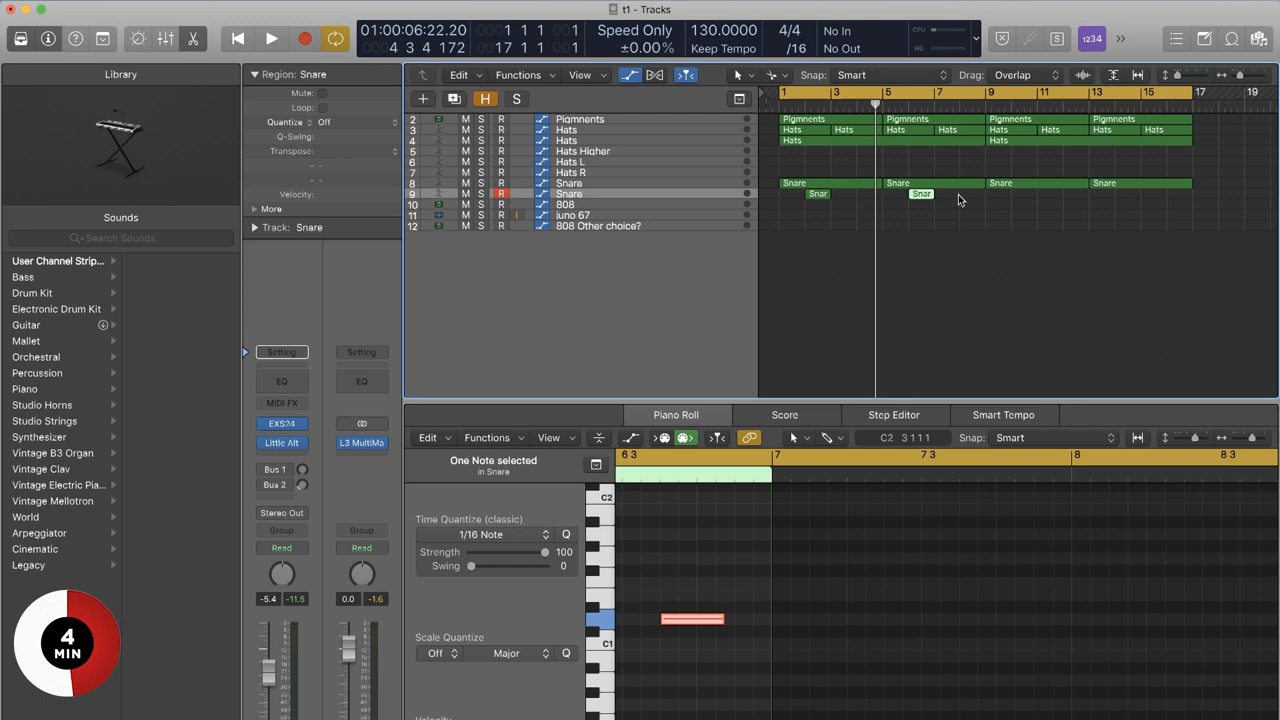 t1 - Tracks
01:00:06:22.20
4 3 4 172
1 1 1
17 1 1 1
Speed Only
±0.00%
130.0000
Keep Tempo
4/4
/16
No In
No Out
CPU
1234
Library
Sounds
Search Sounds
User Channel Strip...
Bass
Drum Kit
Electronic Drum Kit
Guitar
Mallet
Orchestral
Percussion
Piano
Studio Horns
Studio Strings
Synthesizer
Vintage B3 Organ
Vintage Clav
Vintage Electric Pia...
Vintage Mellotron
World
Arpeggiator
Cinematic
Legacy
4
MIN
Region: Snare
Mute:
Loop:
Quantize Off
Q-Swing:
Transpose:
Velocity:
More
Track: Snare
Setting Setting
EQ EQ
MIDI FX
EXS24
Little Alt L3 MultiMa
Bus 1
Bus 2
Stereo Out
Group Group
Read Read
-5.4 -11.5 0.0 -1.6
Edit Functions View Snap: Smart Drag: Overlap
H S
1 3 5 7 9 11 13 15 17 19
2 M S R Pigmnents Pigmnents Pigmnents Pigmnents Pigmnents
3 M S R Hats Hats Hats Hats Hats Hats Hats Hats Hats
4 M S R Hats Hats Hats
5 M S R Hats Higher
6 M S R Hats L
7 M S R Hats R
8 M S R Snare Snare Snare Snare Snare
9 M S R Snare Snar Snar
10 M S R 808
11 M S R iuno 67
12 M S R 808 Other choice?
Piano Roll Score Step Editor Smart Tempo
Edit Functions View C2 3 1 1 1 Snap: Smart
One Note selected
in Snare
6 3 7 7 3 8 8 3
C2
Time Quantize (classic)
1/16 Note Q
Strength 100
Swing 0
Scale Quantize
Off Major Q
C1
Velocity